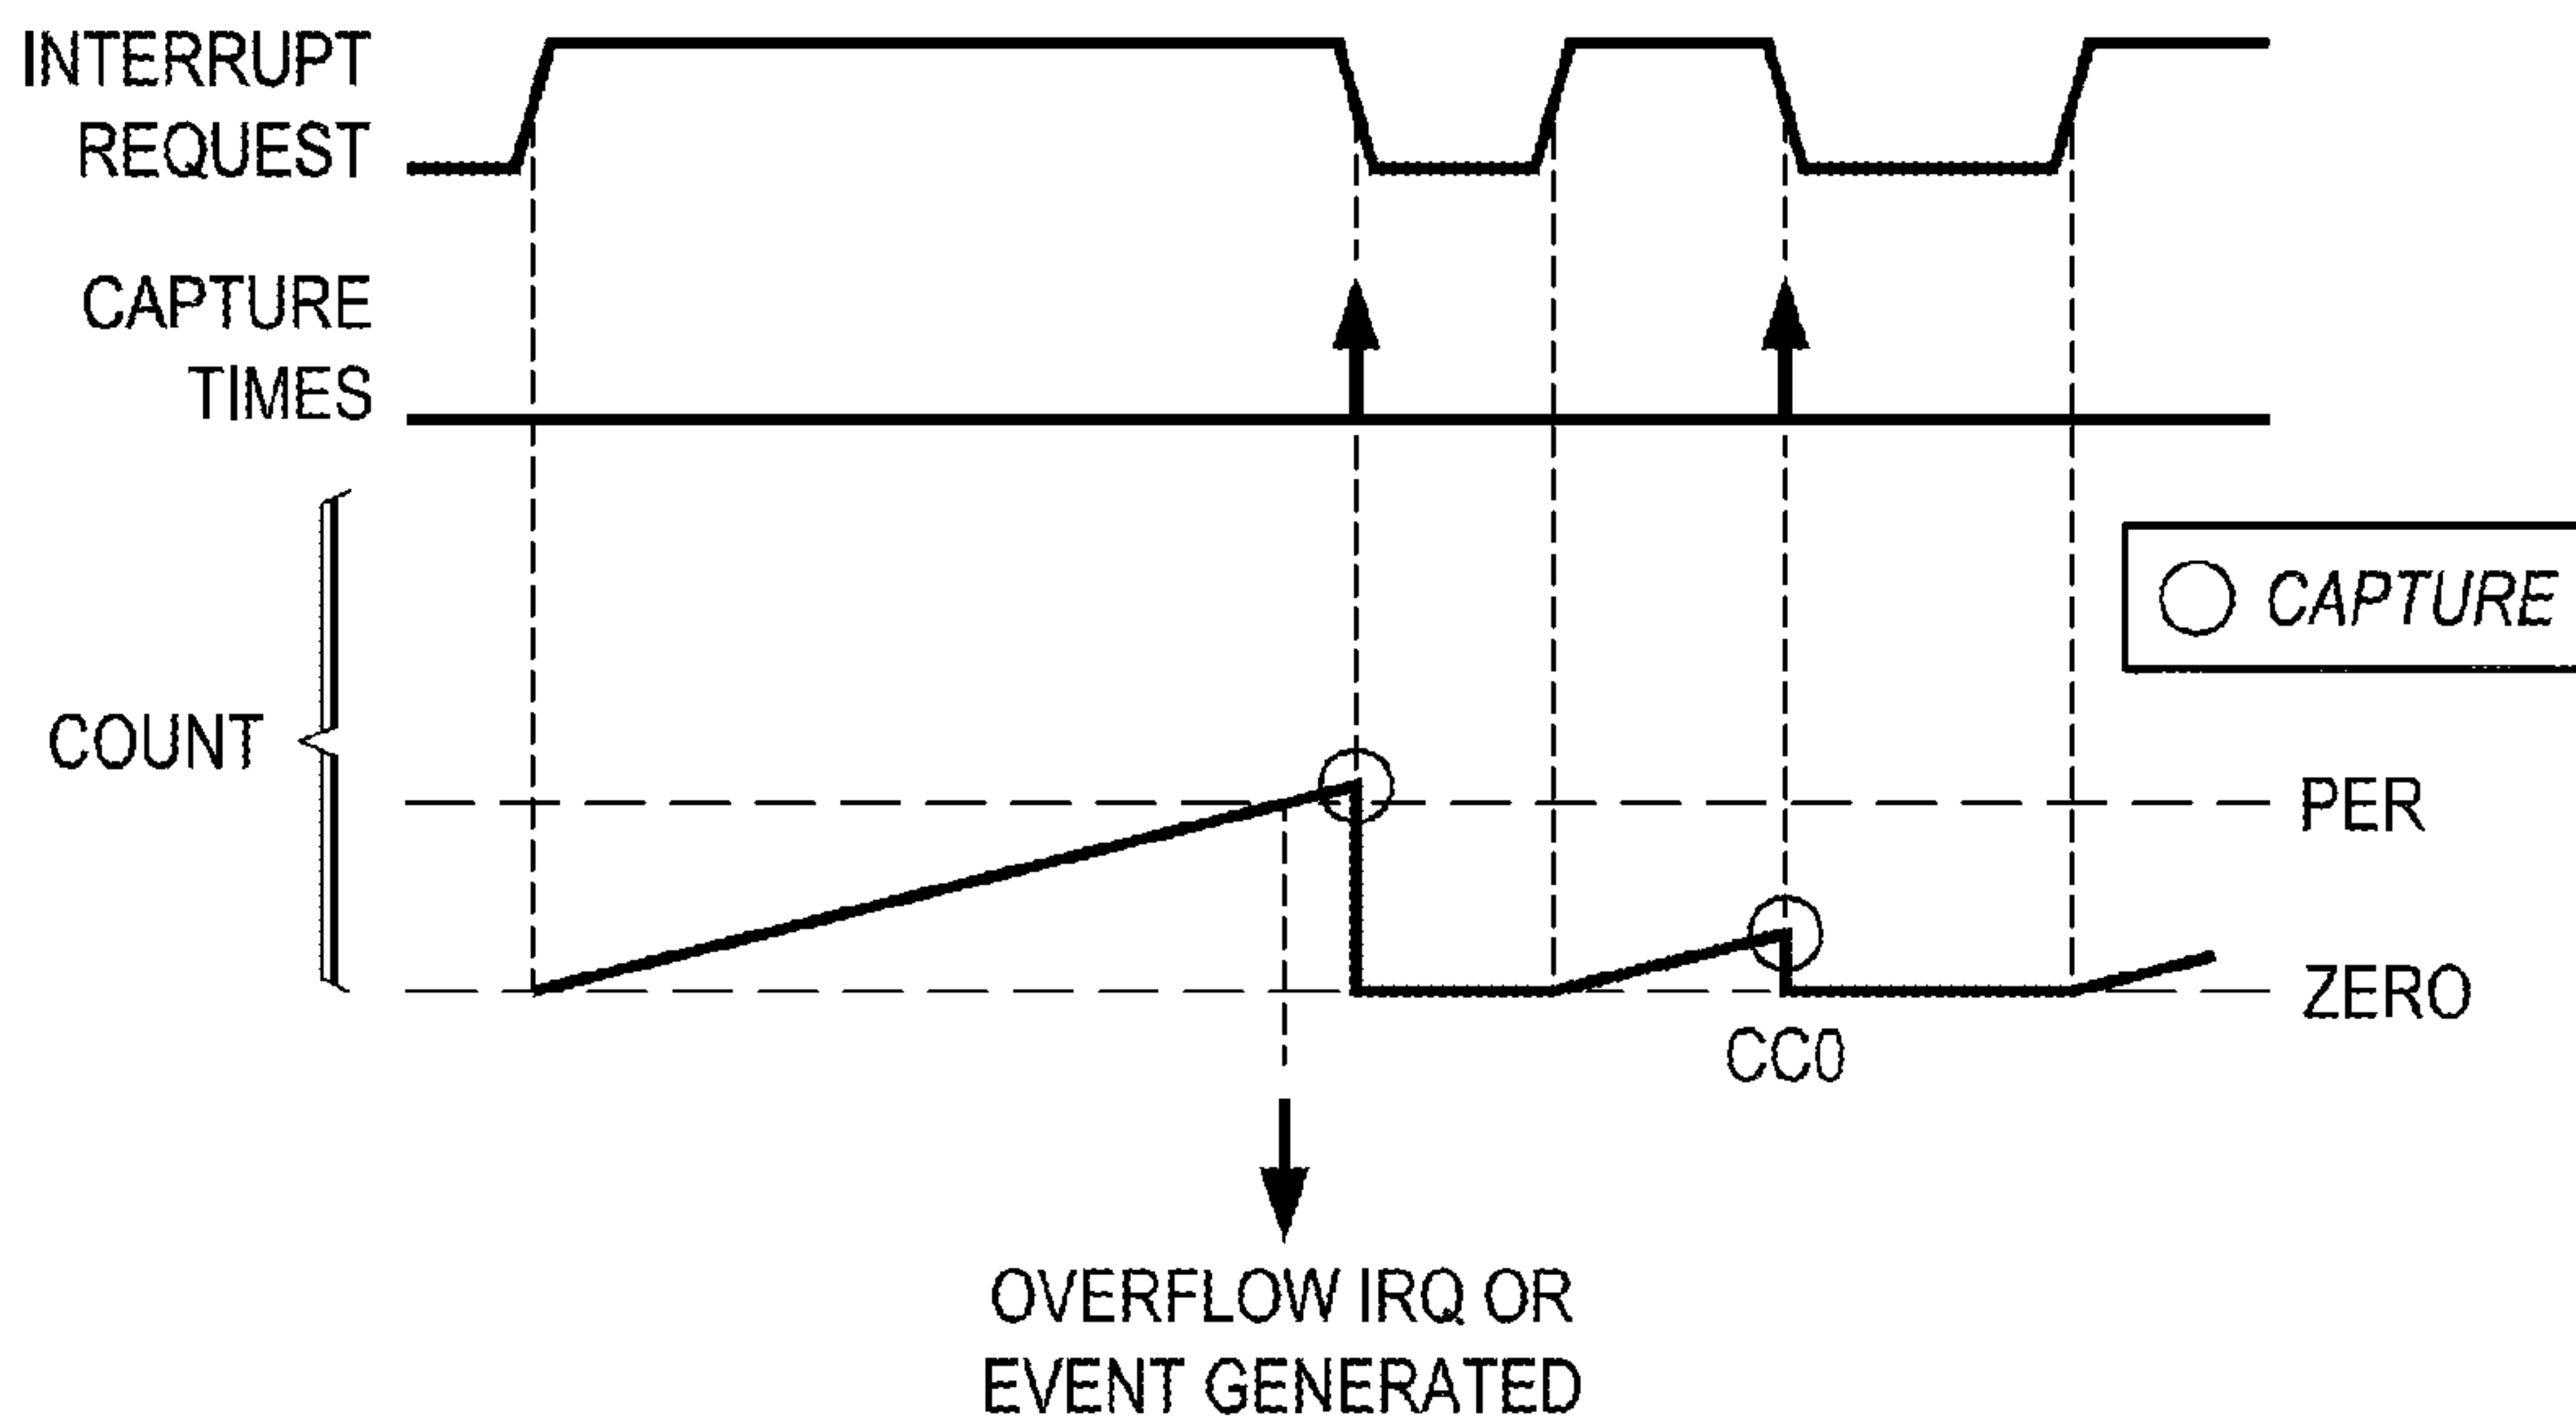 INTERRUPT
REQUEST
CAPTURE
TIMES
CAPTURE
COUNT
PER
ZERO
CC0
OVERFLOW IRQ OR
EVENT GENERATED